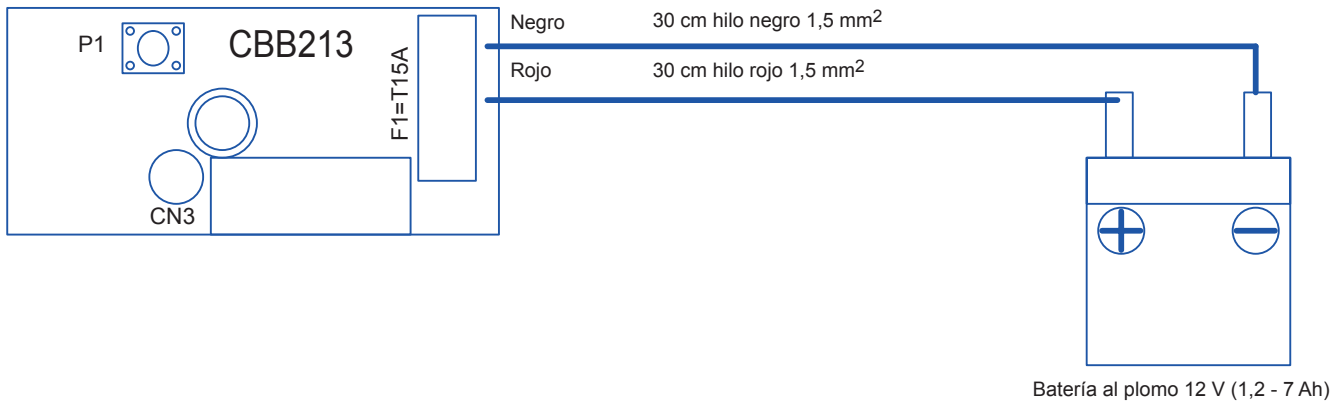 Negro 30 cm hilo negro 1,5 mm²
P1
CBB213
Rojo 30 cm hilo rojo 1,5 mm²
F1=T15A
CN3
Batería al plomo 12 V (1,2 - 7 Ah)